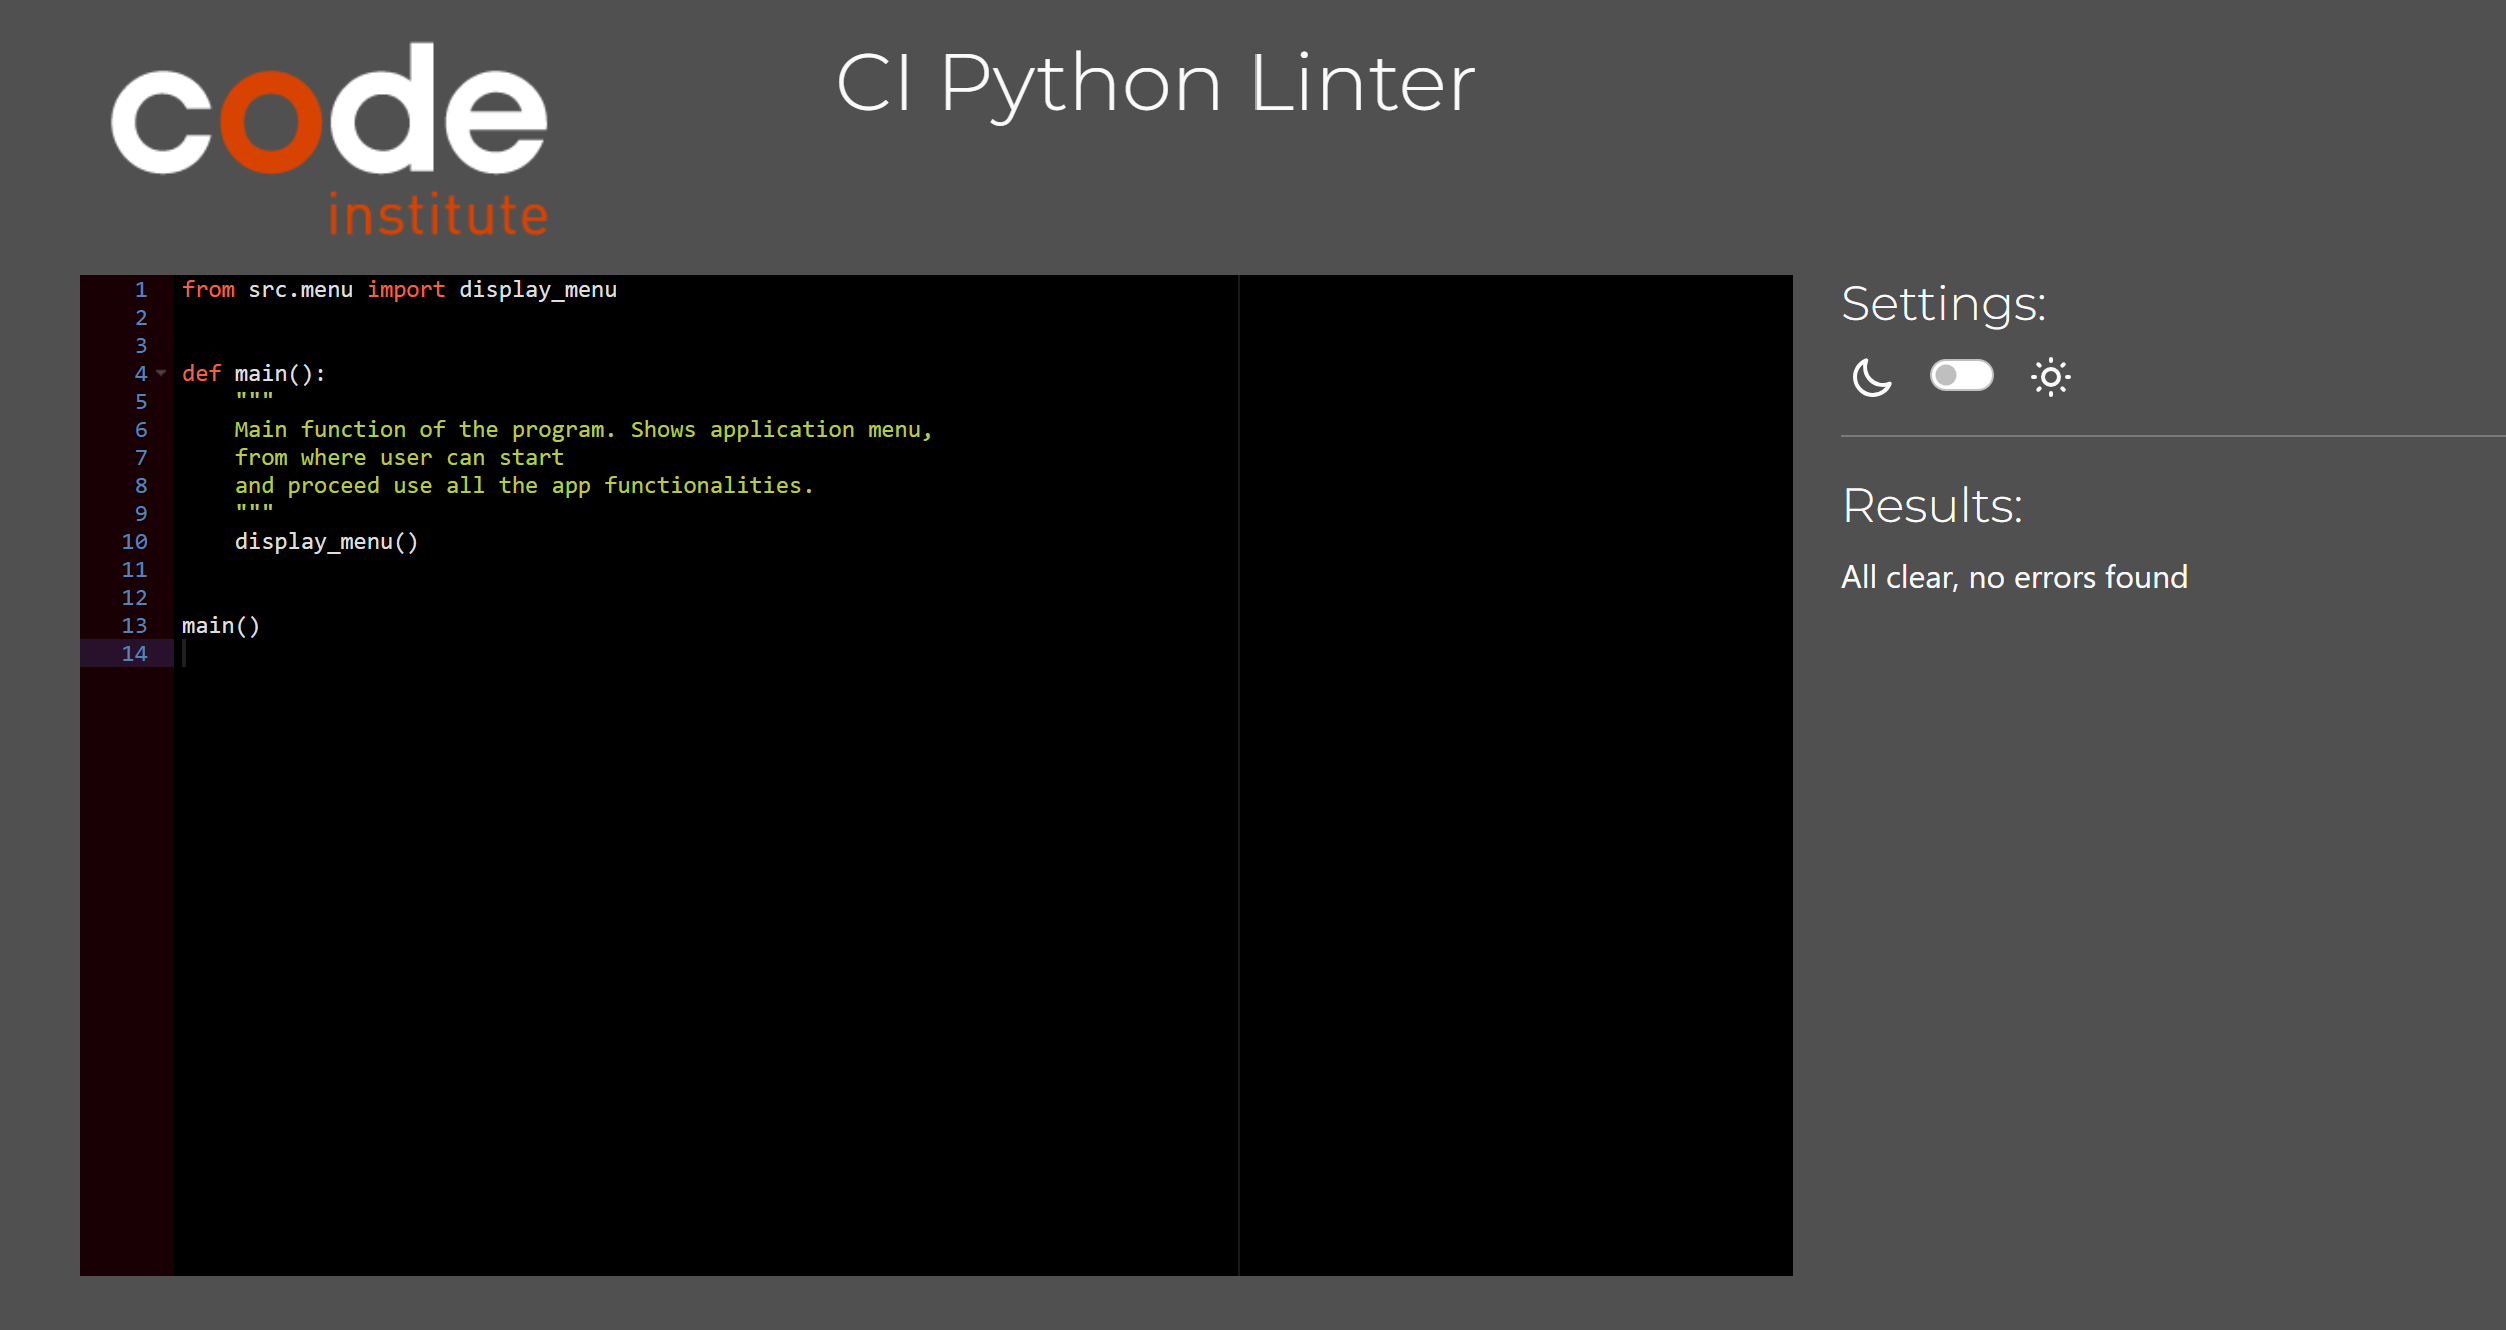 code
institute
CI Python Linter
1 from src.menu import display_menu
2
3
4 def main():
5     """
6     Main function of the program. Shows application menu,
7     from where user can start
8     and proceed use all the app functionalities.
9     """
10     display_menu()
11
12
13 main()
14
Settings:
Results:
All clear, no errors found